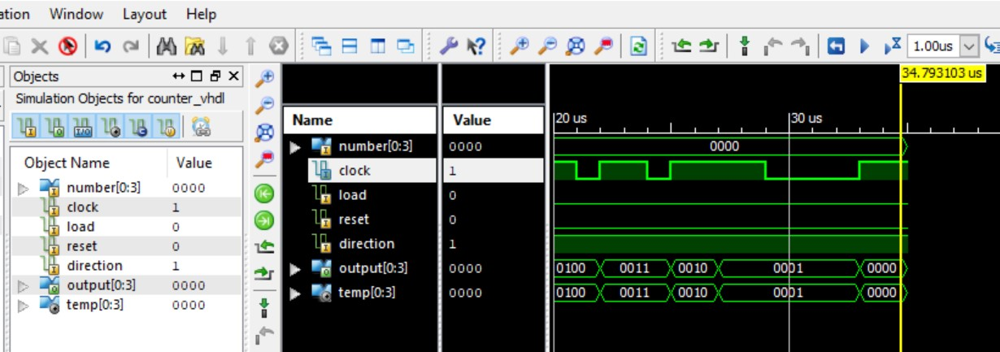 ation Window Layout Help
1.00us
Objects
Simulation Objects for counter_vhdl
Object Name Value
number[0:3] 0000
clock 1
load 0
reset 0
direction 1
output[0:3] 0000
temp[0:3] 0000
34.793103 us
Name Value 20 us 30 us
number[0:3] 0000 0000
clock 1
load 0
reset 0
direction 1
output[0:3] 0000 0100 0011 0010 0001 0000
temp[0:3] 0000 0100 0011 0010 0001 0000